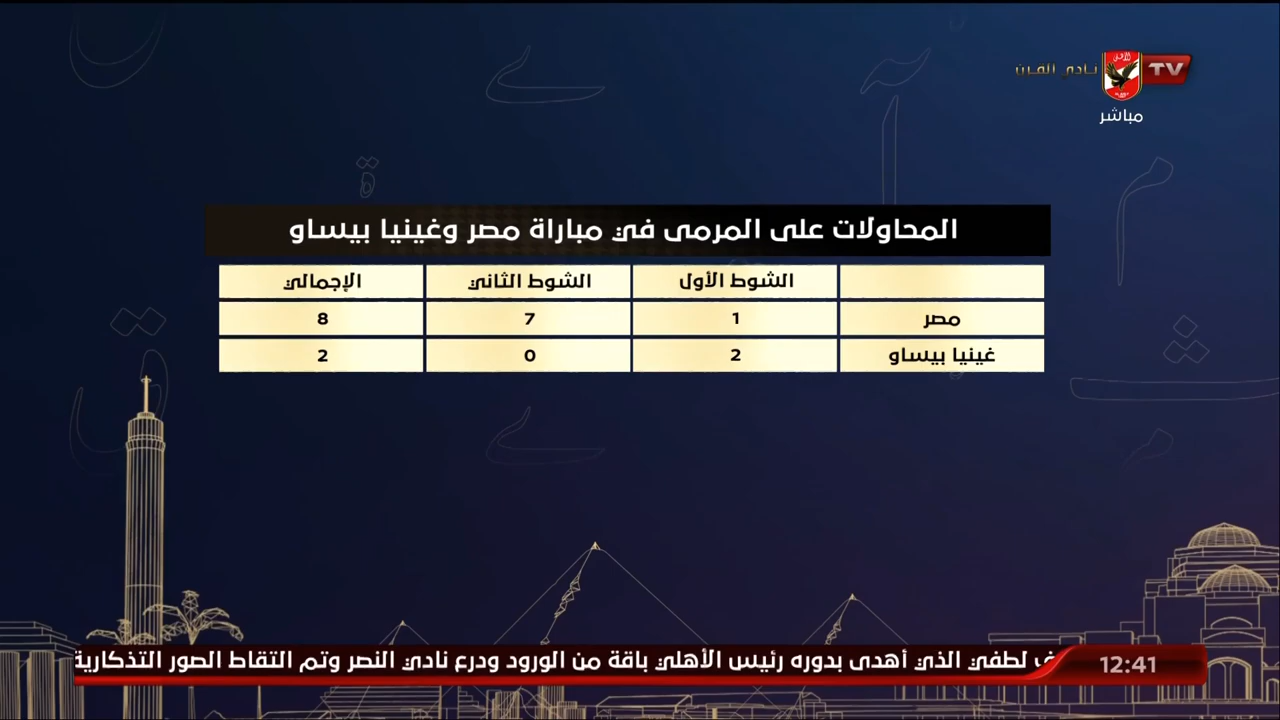 نادي القرن
TV
مباشر
المحاولات على المرمى في مباراة مصر وغينيا بيساو
الشوط الأول الشوط الثاني الإجمالي
مصر 1 7 8
غينيا بيساو 2 0 2
لطفي الذي أهدى بدوره رئيس الأهلي باقة من الورود ودرع نادي النصر وتم التقاط الصور التذكارية
12:41